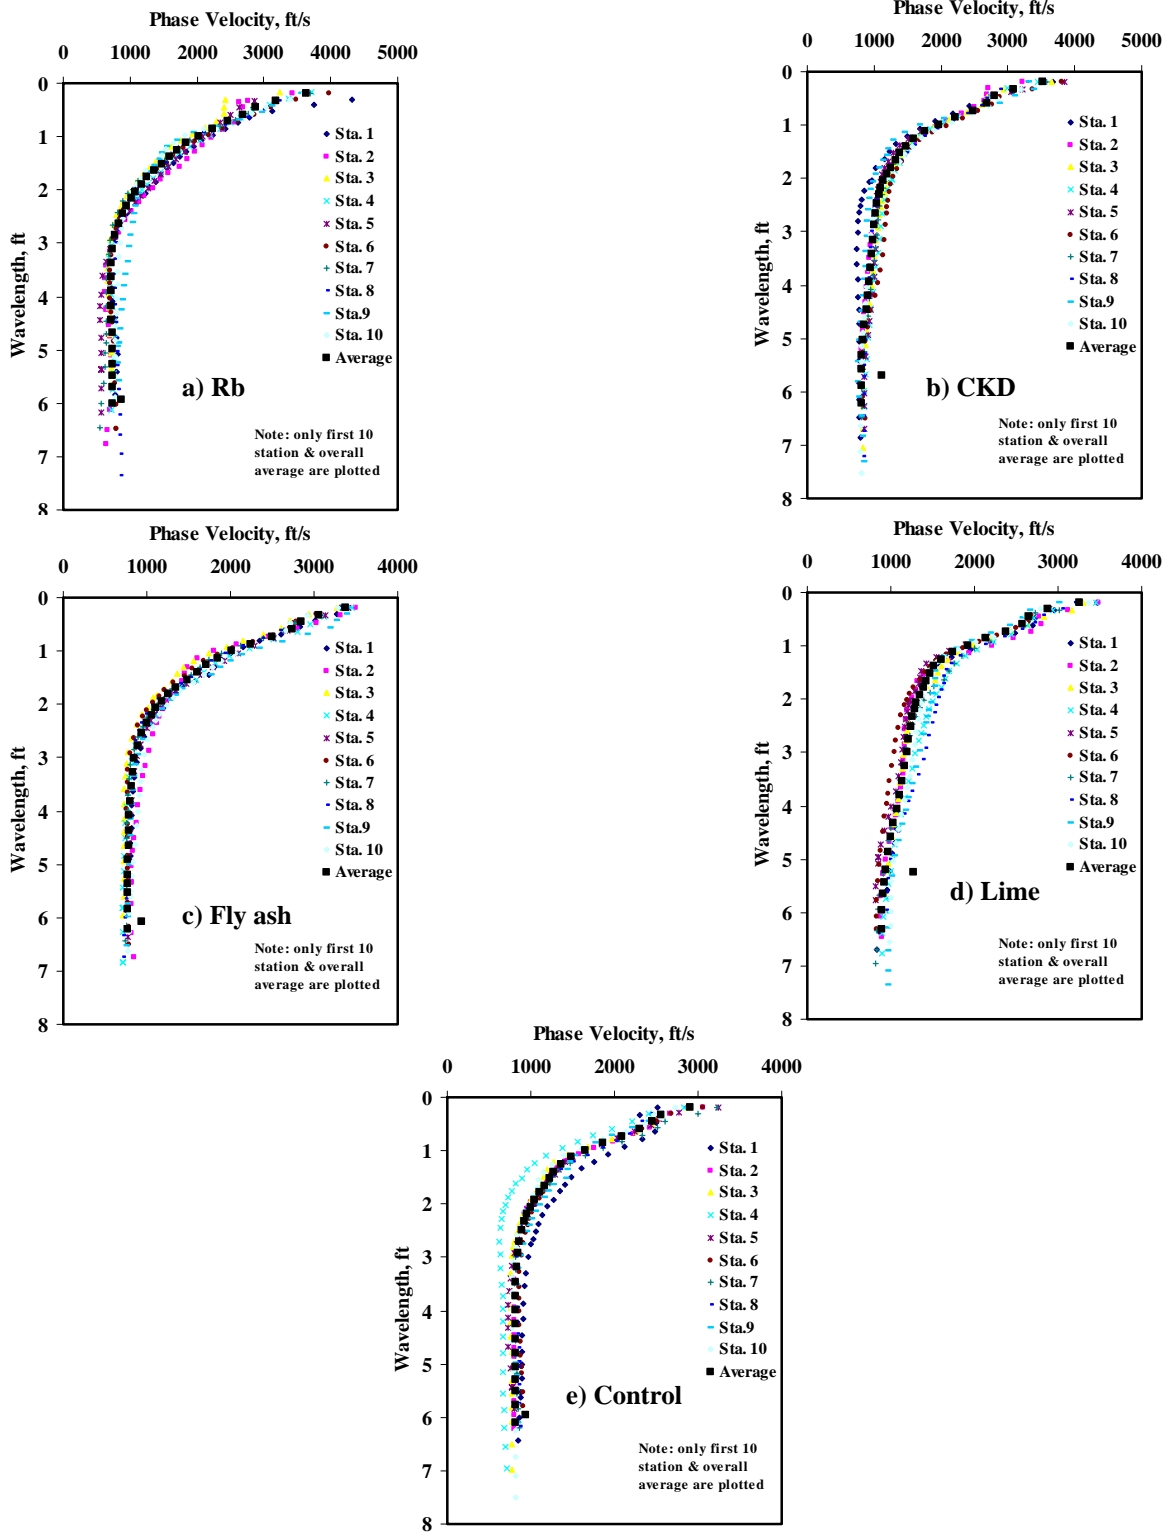 Phase Velocity, ft/s
0 1000 2000 3000 4000 5000
0
1
2
3
4
5
6
7
8
Wavelength, ft
Sta. 1
Sta. 2
Sta. 3
Sta. 4
Sta. 5
Sta. 6
Sta. 7
Sta. 8
Sta.9
Sta. 10
Average
a) Rb
Note: only first 10
station & overall
average are plotted
Phase Velocity, ft/s
0 1000 2000 3000 4000 5000
0
1
2
3
4
5
6
7
8
Wavelength, ft
Sta. 1
Sta. 2
Sta. 3
Sta. 4
Sta. 5
Sta. 6
Sta. 7
Sta. 8
Sta.9
Sta. 10
Average
b) CKD
Note: only first 10
station & overall
average are plotted
Phase Velocity, ft/s
0 1000 2000 3000 4000
0
1
2
3
4
5
6
7
8
Wavelength, ft
Sta. 1
Sta. 2
Sta. 3
Sta. 4
Sta. 5
Sta. 6
Sta. 7
Sta. 8
Sta.9
Sta. 10
Average
c) Fly ash
Note: only first 10
station & overall
average are plotted
Phase Velocity, ft/s
0 1000 2000 3000 4000
0
1
2
3
4
5
6
7
8
Wavelength, ft
Sta. 1
Sta. 2
Sta. 3
Sta. 4
Sta. 5
Sta. 6
Sta. 7
Sta. 8
Sta.9
Sta. 10
Average
d) Lime
Note: only first 10
station & overall
average are plotted
Phase Velocity, ft/s
0 1000 2000 3000 4000
0
1
2
3
4
5
6
7
8
Wavelength, ft
Sta. 1
Sta. 2
Sta. 3
Sta. 4
Sta. 5
Sta. 6
Sta. 7
Sta. 8
Sta.9
Sta. 10
Average
e) Control
Note: only first 10
station & overall
average are plotted